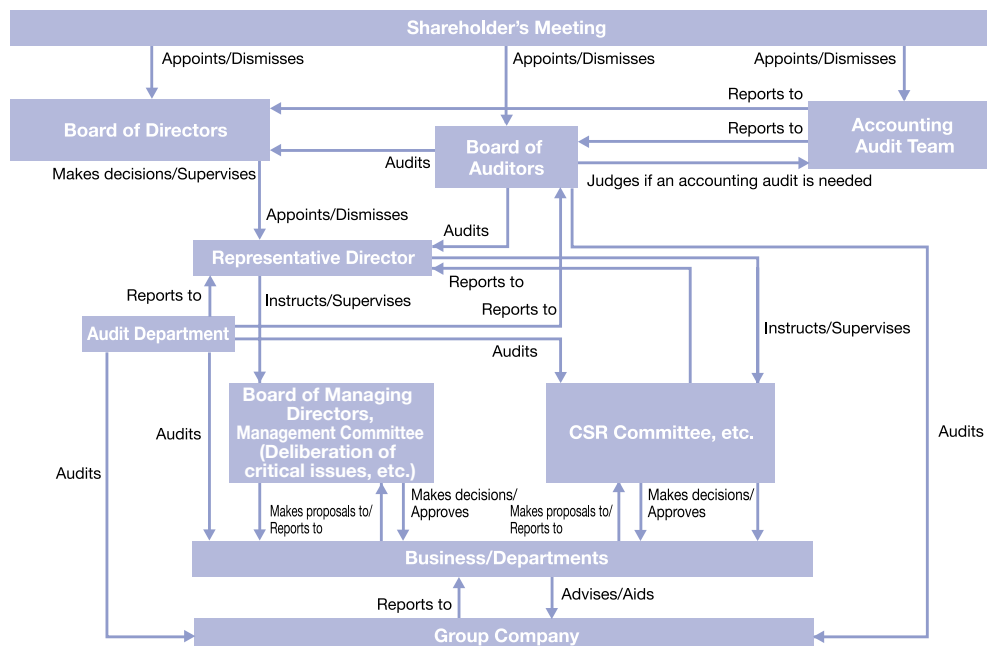 Shareholder's Meeting
Appoints/Dismisses
Appoints/Dismisses
Appoints/Dismisses
Reports to
Board of Directors
Accounting
Audit Team
Reports to
Board of
Auditors
Audits
Makes decisions/Supervises
Judges if an accounting audit is needed
Appoints/Dismisses
Audits
Representative Director
Reports to
Reports to
Instructs/Supervises
Reports to
Audit Department
Instructs/Supervises
Audits
Board of Managing
Directors,
Management Committee
(Deliberation of
critical issues, etc.)
CSR Committee, etc.
Audits
Audits
Audits
Makes proposals to/
Reports to
Makes decisions/
Approves
Makes proposals to/
Reports to
Makes decisions/
Approves
Business/Departments
Reports to
Advises/Aids
Group Company